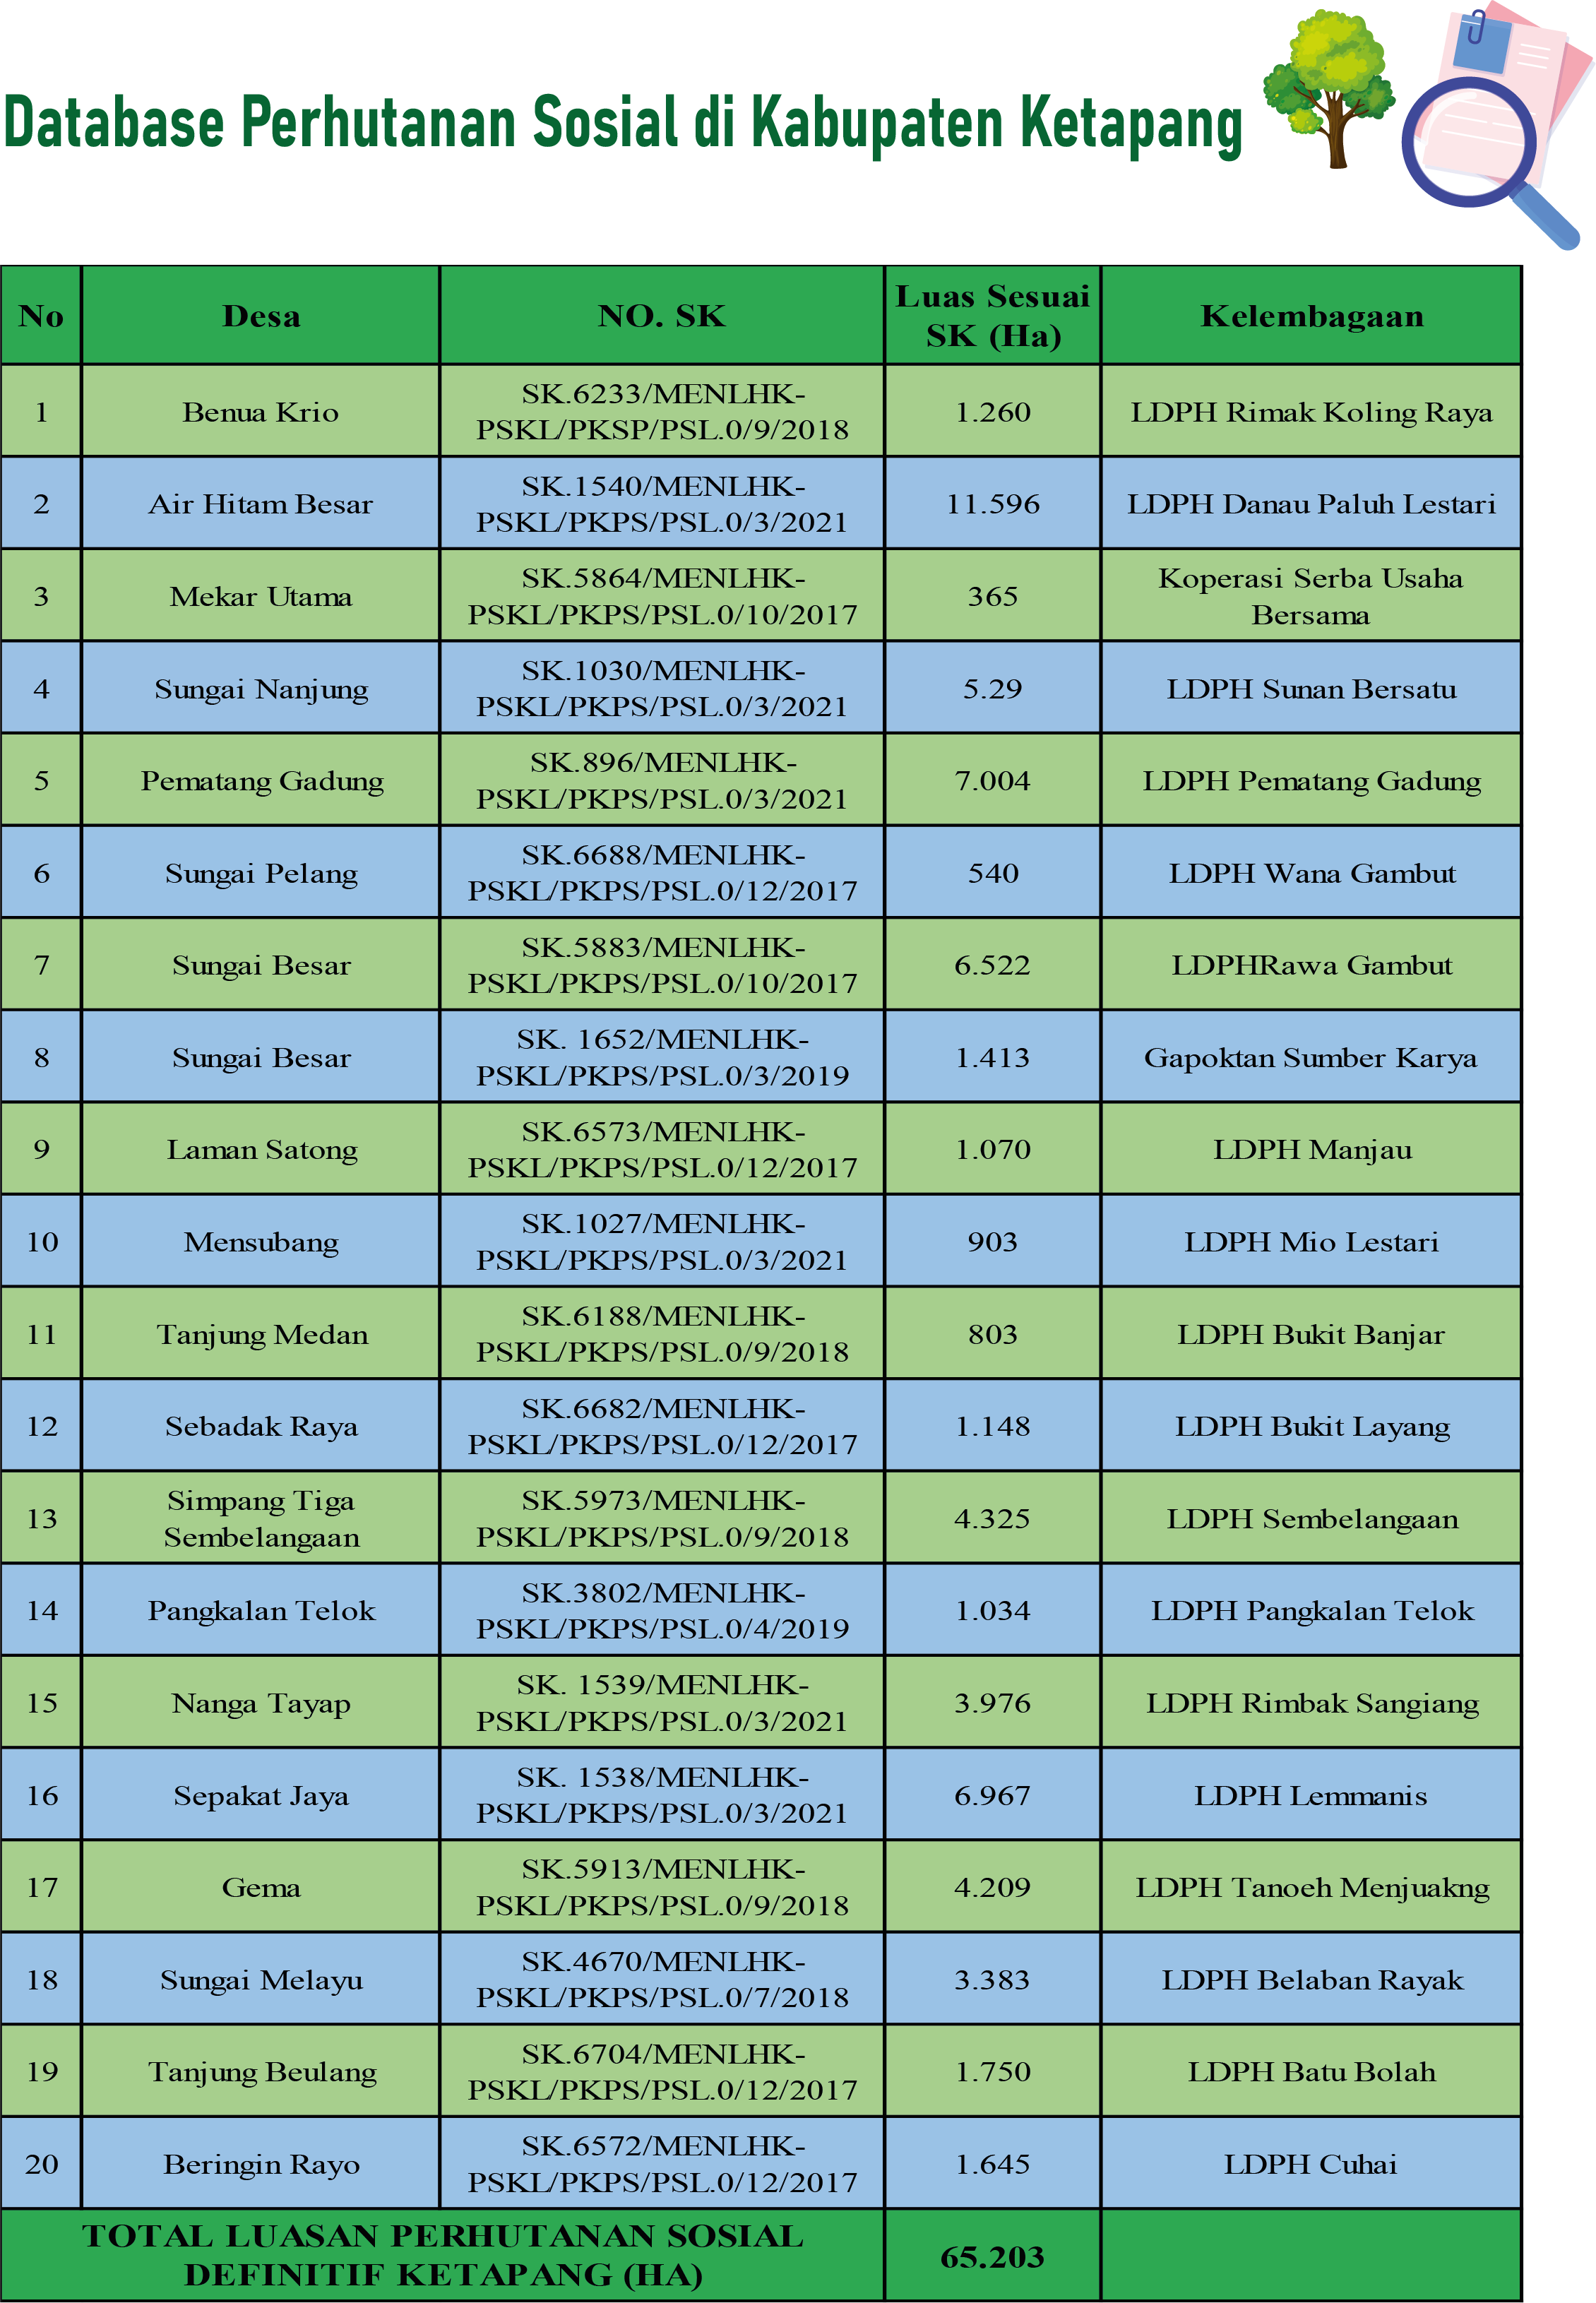 Database Perhutanan Sosial di Kabupaten Ketapang
No Desa NO. SK Luas Sesuai SK (Ha) Kelembagaan
1 Benua Krio SK.6233/MENLHK-PSKL/PKSP/PSL.0/9/2018 1.260 LDPH Rimak Koling Raya
2 Air Hitam Besar SK.1540/MENLHK-PSKL/PKPS/PSL.0/3/2021 11.596 LDPH Danau Paluh Lestari
3 Mekar Utama SK.5864/MENLHK-PSKL/PKPS/PSL.0/10/2017 365 Koperasi Serba Usaha Bersama
4 Sungai Nanjung SK.1030/MENLHK-PSKL/PKPS/PSL.0/3/2021 5.29 LDPH Sunan Bersatu
5 Pematang Gadung SK.896/MENLHK-PSKL/PKPS/PSL.0/3/2021 7.004 LDPH Pematang Gadung
6 Sungai Pelang SK.6688/MENLHK-PSKL/PKPS/PSL.0/12/2017 540 LDPH Wana Gambut
7 Sungai Besar SK.5883/MENLHK-PSKL/PKPS/PSL.0/10/2017 6.522 LDPHRawa Gambut
8 Sungai Besar SK. 1652/MENLHK-PSKL/PKPS/PSL.0/3/2019 1.413 Gapoktan Sumber Karya
9 Laman Satong SK.6573/MENLHK-PSKL/PKPS/PSL.0/12/2017 1.070 LDPH Manjau
10 Mensubang SK.1027/MENLHK-PSKL/PKPS/PSL.0/3/2021 903 LDPH Mio Lestari
11 Tanjung Medan SK.6188/MENLHK-PSKL/PKPS/PSL.0/9/2018 803 LDPH Bukit Banjar
12 Sebadak Raya SK.6682/MENLHK-PSKL/PKPS/PSL.0/12/2017 1.148 LDPH Bukit Layang
13 Simpang Tiga Sembelangaan SK.5973/MENLHK-PSKL/PKPS/PSL.0/9/2018 4.325 LDPH Sembelangaan
14 Pangkalan Telok SK.3802/MENLHK-PSKL/PKPS/PSL.0/4/2019 1.034 LDPH Pangkalan Telok
15 Nanga Tayap SK. 1539/MENLHK-PSKL/PKPS/PSL.0/3/2021 3.976 LDPH Rimbak Sangiang
16 Sepakat Jaya SK. 1538/MENLHK-PSKL/PKPS/PSL.0/3/2021 6.967 LDPH Lemmanis
17 Gema SK.5913/MENLHK-PSKL/PKPS/PSL.0/9/2018 4.209 LDPH Tanoeh Menjuakng
18 Sungai Melayu SK.4670/MENLHK-PSKL/PKPS/PSL.0/7/2018 3.383 LDPH Belaban Rayak
19 Tanjung Beulang SK.6704/MENLHK-PSKL/PKPS/PSL.0/12/2017 1.750 LDPH Batu Bolah
20 Beringin Rayo SK.6572/MENLHK-PSKL/PKPS/PSL.0/12/2017 1.645 LDPH Cuhai
TOTAL LUASAN PERHUTANAN SOSIAL DEFINITIF KETAPANG (HA) 65.203